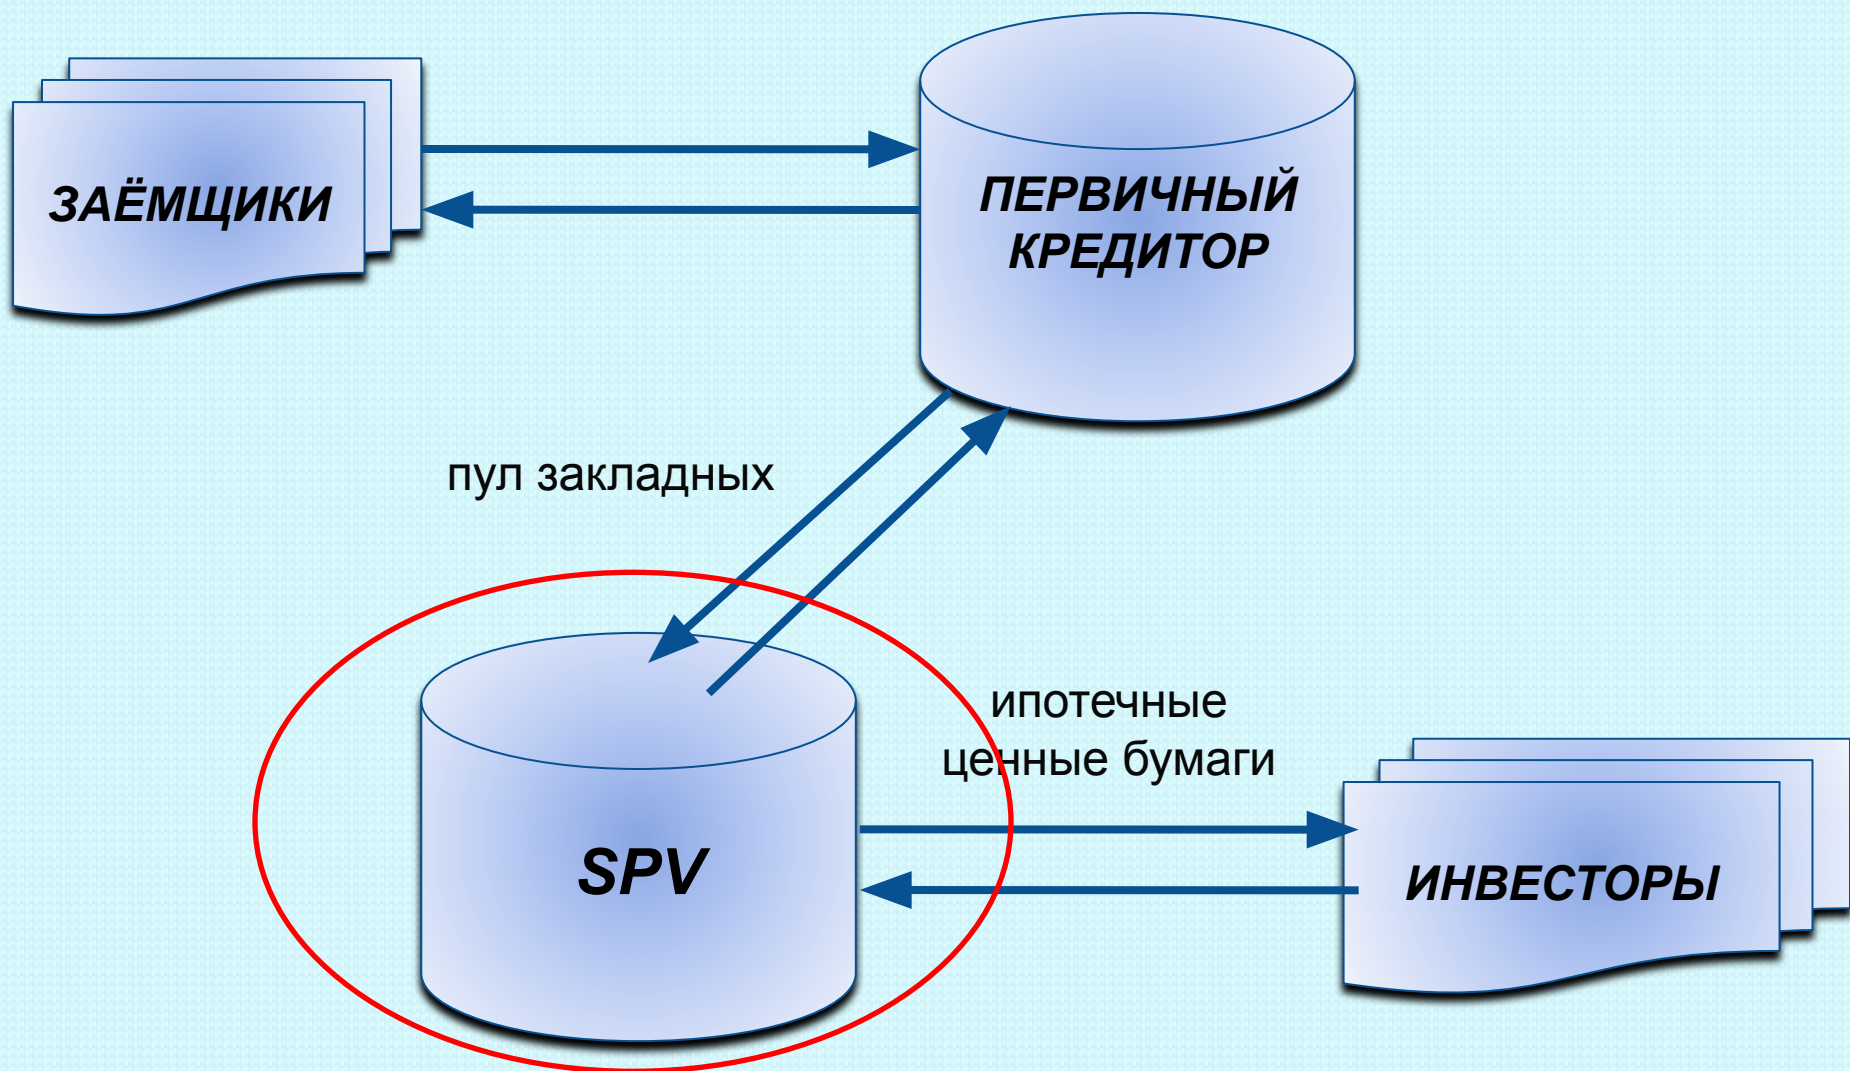 ЗАЁМЩИКИ
ПЕРВИЧНЫЙ
КРЕДИТОР
пул закладных
ипотечные
ценные бумаги
SPV
ИНВЕСТОРЫ